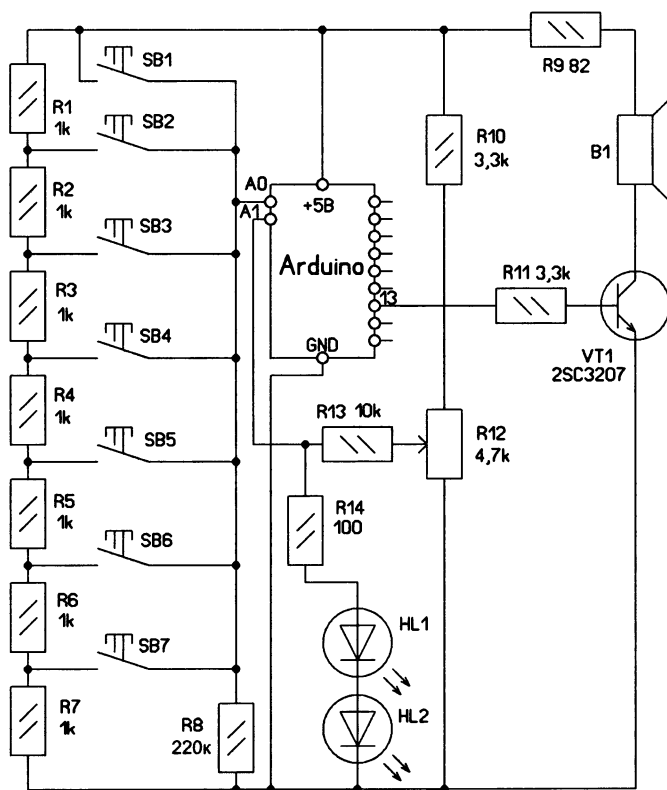 SB1
R1
1k
SB2
R2
1k
SB3
R3
1k
SB4
R4
1k
SB5
R5
1k
SB6
R6
1k
SB7
R7
1k
R8
220к
A0
A1
+5В
Arduino
13
GND
R9 82
B1
R10
3,3k
R11 3,3k
VT1
2SC3207
R13 10k
R12
4,7k
R14
100
HL1
HL2